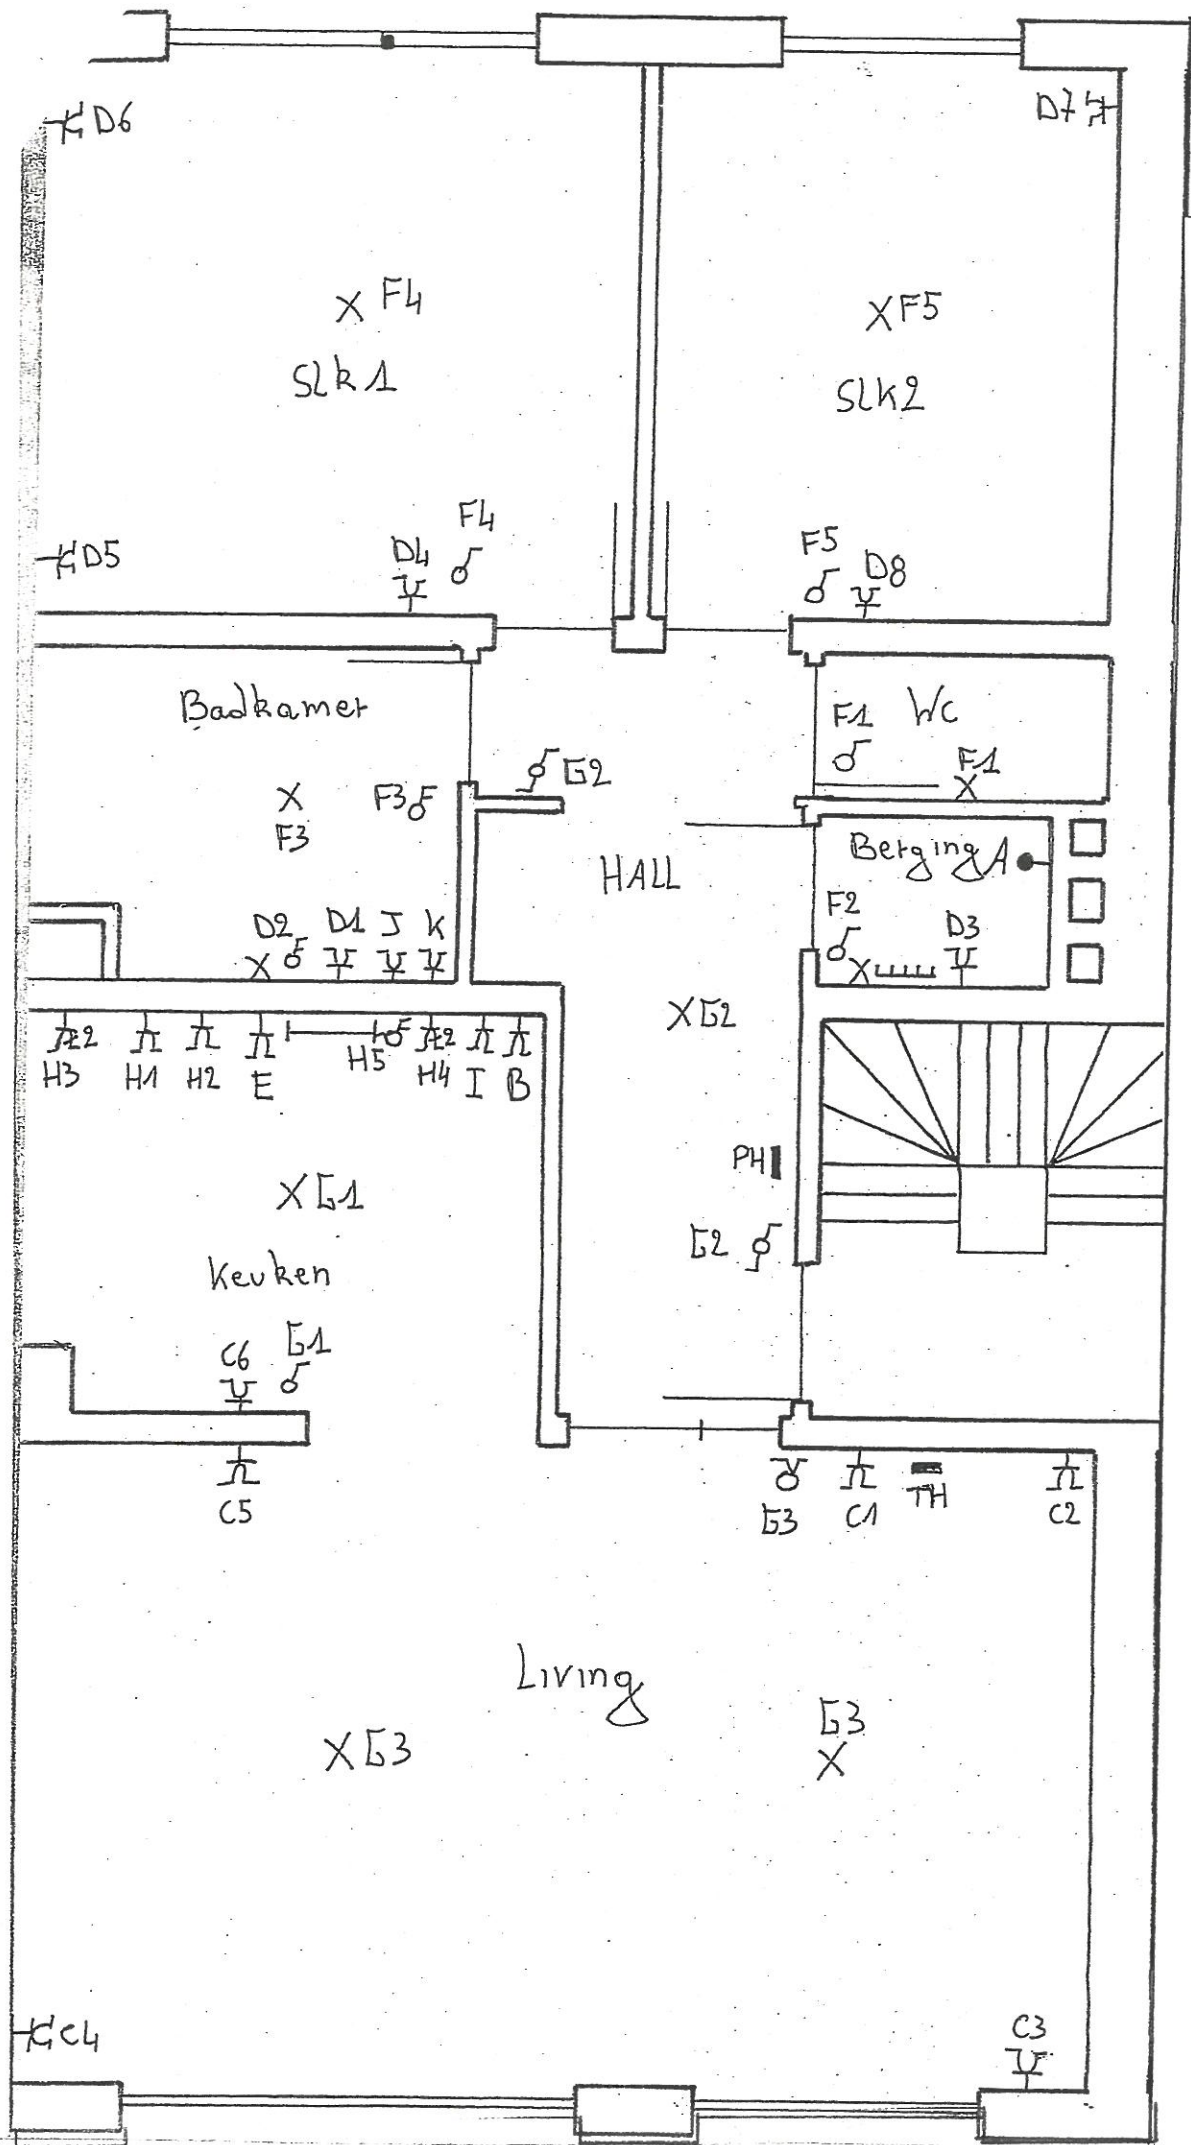 D6
D7
F4
F5
Slk1
SLK2
F4
F5
D5
D4
D8
Badkamer
F1
Wc
F1
G2
F3
F3
HALL
Berging A
F2
D2
D1
J
K
D3
G2
2
2
H3
H1
H2
E
H5
H4
I
B
PH
G1
G2
Keuken
G1
C6
C5
G3
C1
TH
C2
Living
G3
G3
C4
C3